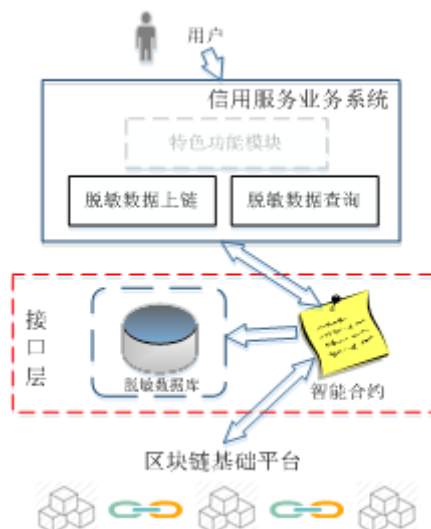 用户
信用服务业务系统
特色功能模块
脱敏数据上链
脱敏数据查询
接口层
脱敏数据库
智能合约
区块链基础平台